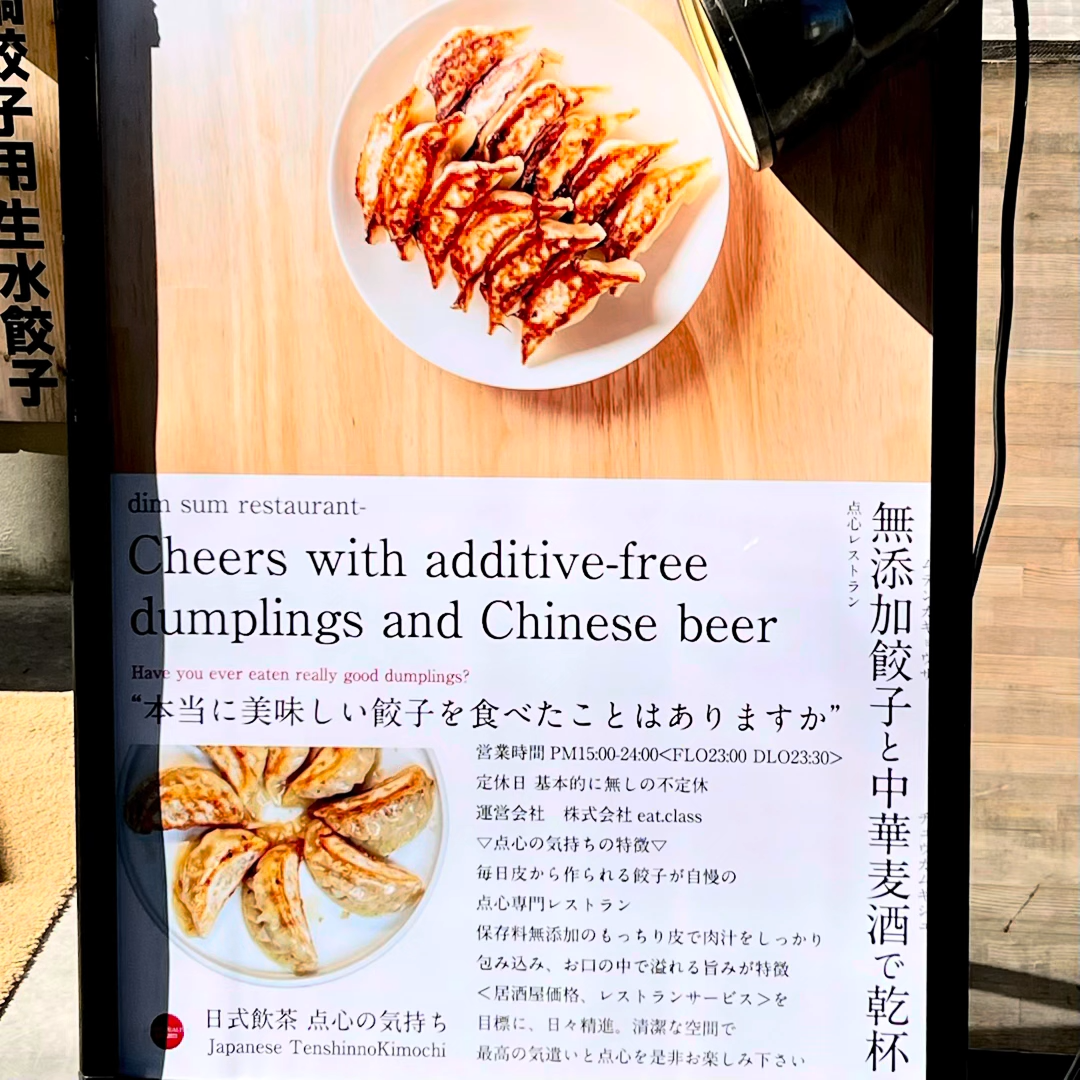 餃子用生水餃子
dim sum restaurant-
Cheers with additive-free
dumplings and Chinese beer
Have you ever eaten really good dumplings?
“本当に美味しい餃子を食べたことはありますか”
営業時間 PM15:00-24:00<FLO23:00 DLO23:30>
定休日 基本的に無しの不定休
運営会社　株式会社 eat.class
▽点心の気持ちの特徴▽
毎日皮から作られる餃子が自慢の
点心専門レストラン
保存料無添加のもっちり皮で肉汁をしっかり
包み込み、お口の中で溢れる旨みが特徴
＜居酒屋価格、レストランサービス＞を
目標に、日々精進。清潔な空間で
最高の気遣いと点心を是非お楽しみ下さい
日式飲茶 点心の気持ち
Japanese TenshinnoKimochi
無添加餃子と中華麦酒で乾杯
点心レストラン